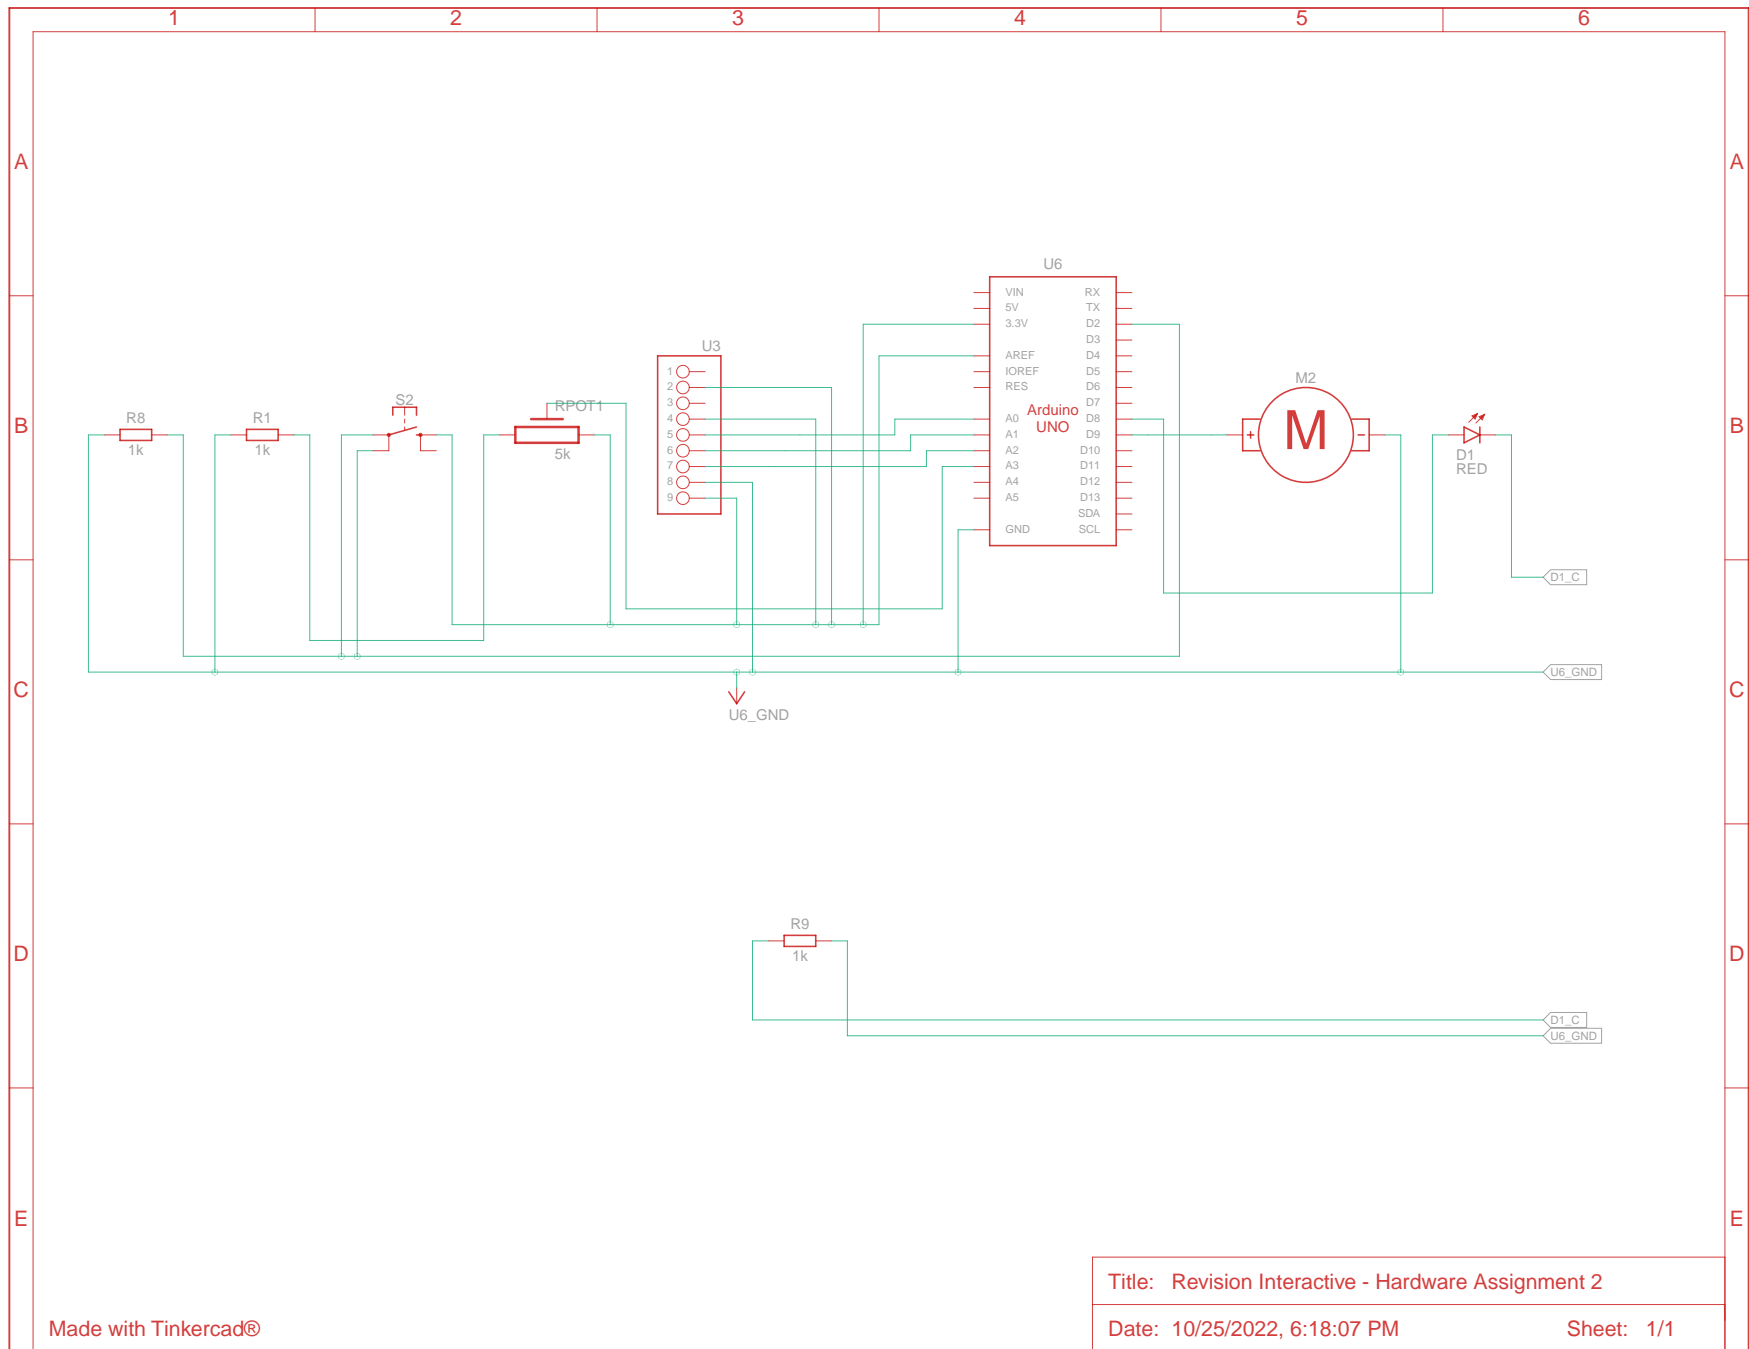 1 2 3 4 5 6
A A
B B
C C
D D
E E
U6
VIN RX
5V TX
3.3V D2
D3
AREF D4
IOREF D5
RES D6
D7
A0 D8
A1 D9
A2 D10
A3 D11
A4 D12
A5 D13
SDA
GND SCL
Arduino
UNO
U3
1
2
3
4
5
6
7
8
9
R8
1k
R1
1k
S2
RPOT1
5k
M2
+ M -
D1
RED
D1_C
U6_GND
U6_GND
R9
1k
D1_C
U6_GND
Title: Revision Interactive - Hardware Assignment 2
Made with Tinkercad®
Date: 10/25/2022, 6:18:07 PM Sheet: 1/1